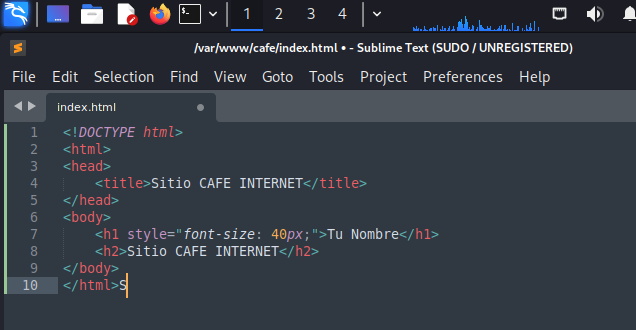 1 2 3 4
/var/www/cafe/index.html • - Sublime Text (SUDO / UNREGISTERED)
File Edit Selection Find View Goto Tools Project Preferences Help
index.html
1 <!DOCTYPE html>
2 <html>
3 <head>
4 <title>Sitio CAFE INTERNET</title>
5 </head>
6 <body>
7 <h1 style="font-size: 40px;">Tu Nombre</h1>
8 <h2>Sitio CAFE INTERNET</h2>
9 </body>
10 </html>S